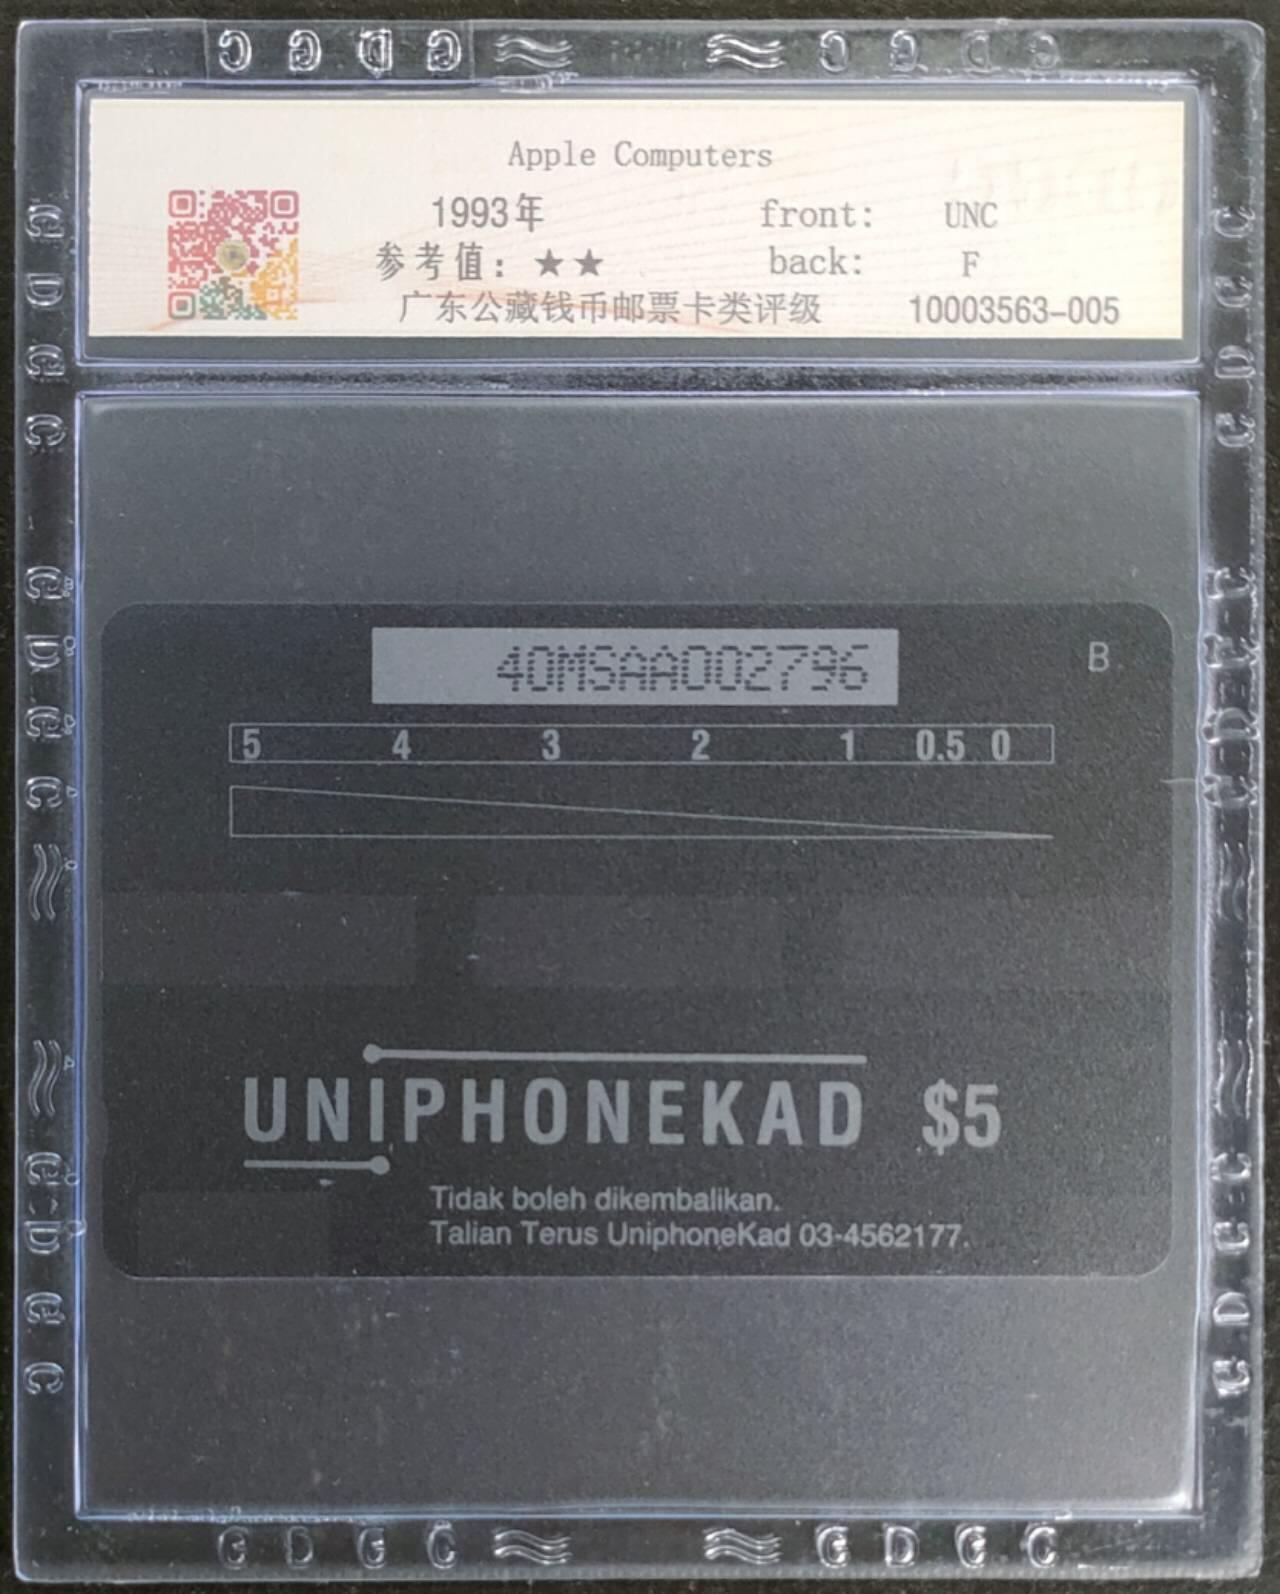 G D G C
C G D G
Apple Computers
1993年 front: UNC
参考值: ★★ back: F
广东公藏钱币邮票卡类评级 10003563-005
40MSAA002796
B
5 4 3 2 1 0.5 0
UNIPHONEKAD $5
Tidak boleh dikembalikan.
Talian Terus UniphoneKad 03-4562177.
G D G C
G D G C